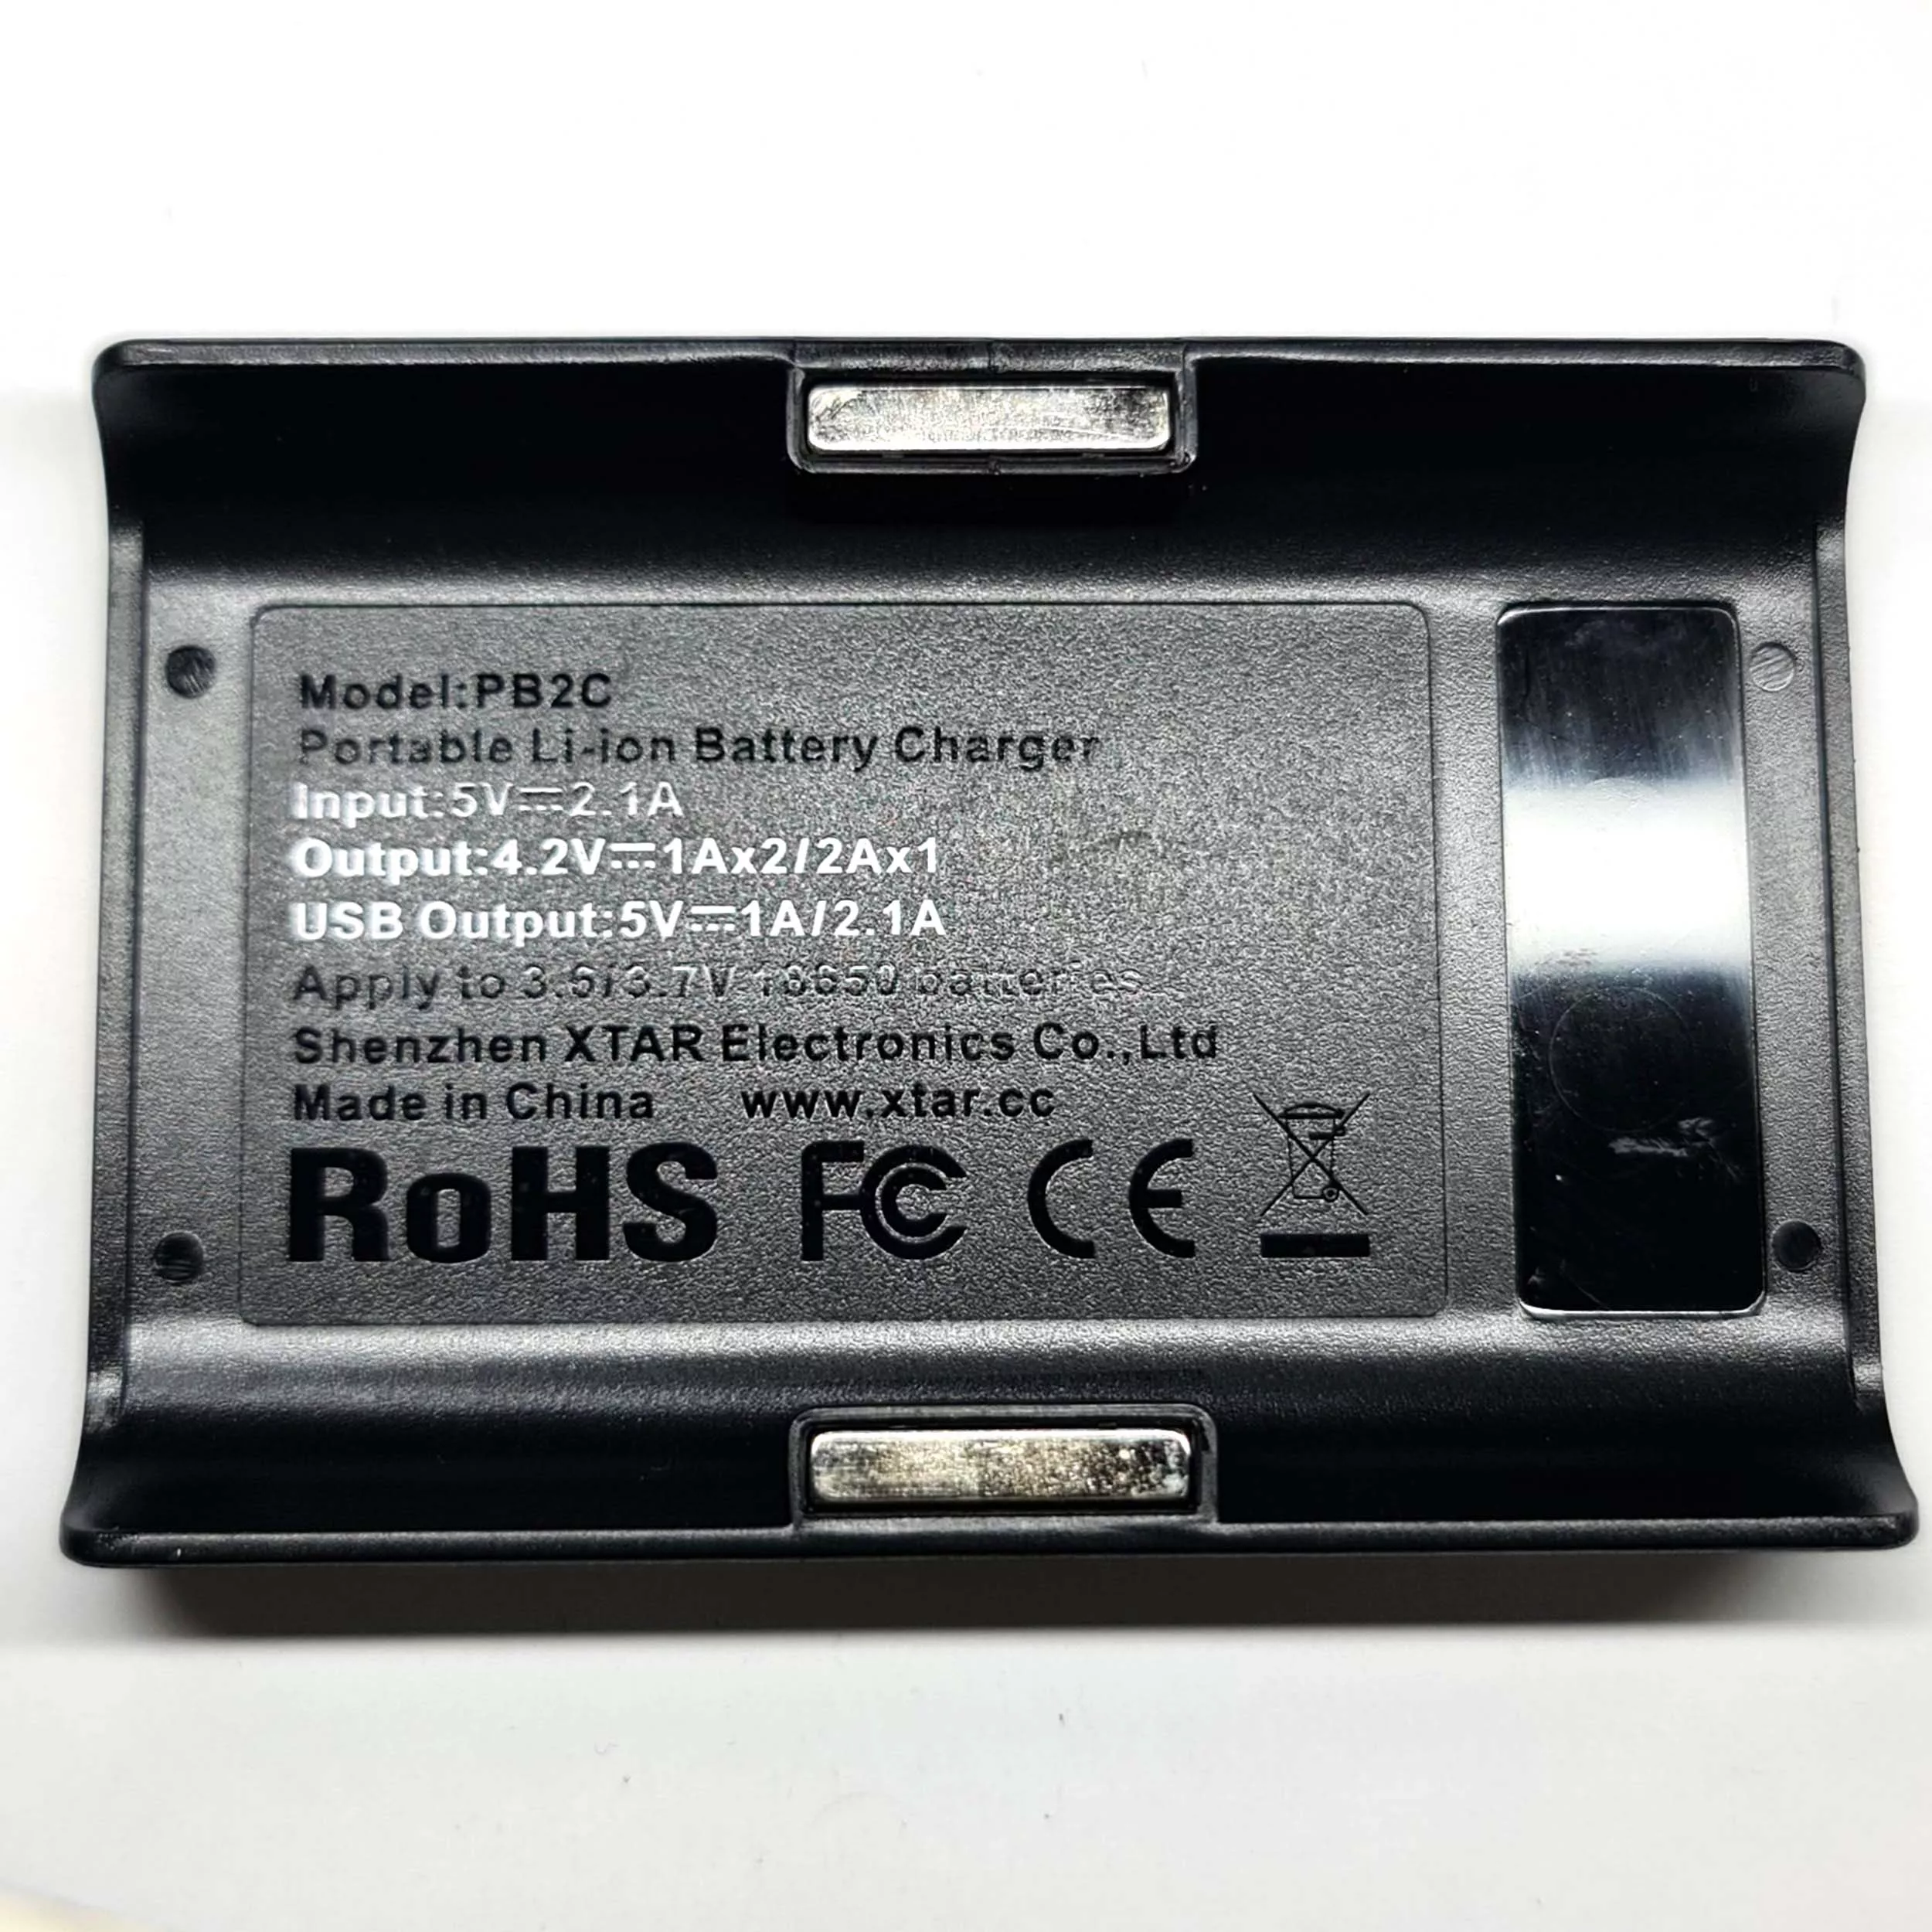 Model:PB2C
Portable Li-ion Battery Charger
Input:5V⎓2.1A
Output:4.2V⎓1Ax2/2Ax1
USB Output:5V⎓1A/2.1A
Apply to 3.6/3.7V 18650 batteries
Shenzhen XTAR Electronics Co.,Ltd
Made in China www.xtar.cc
RoHS FC CE